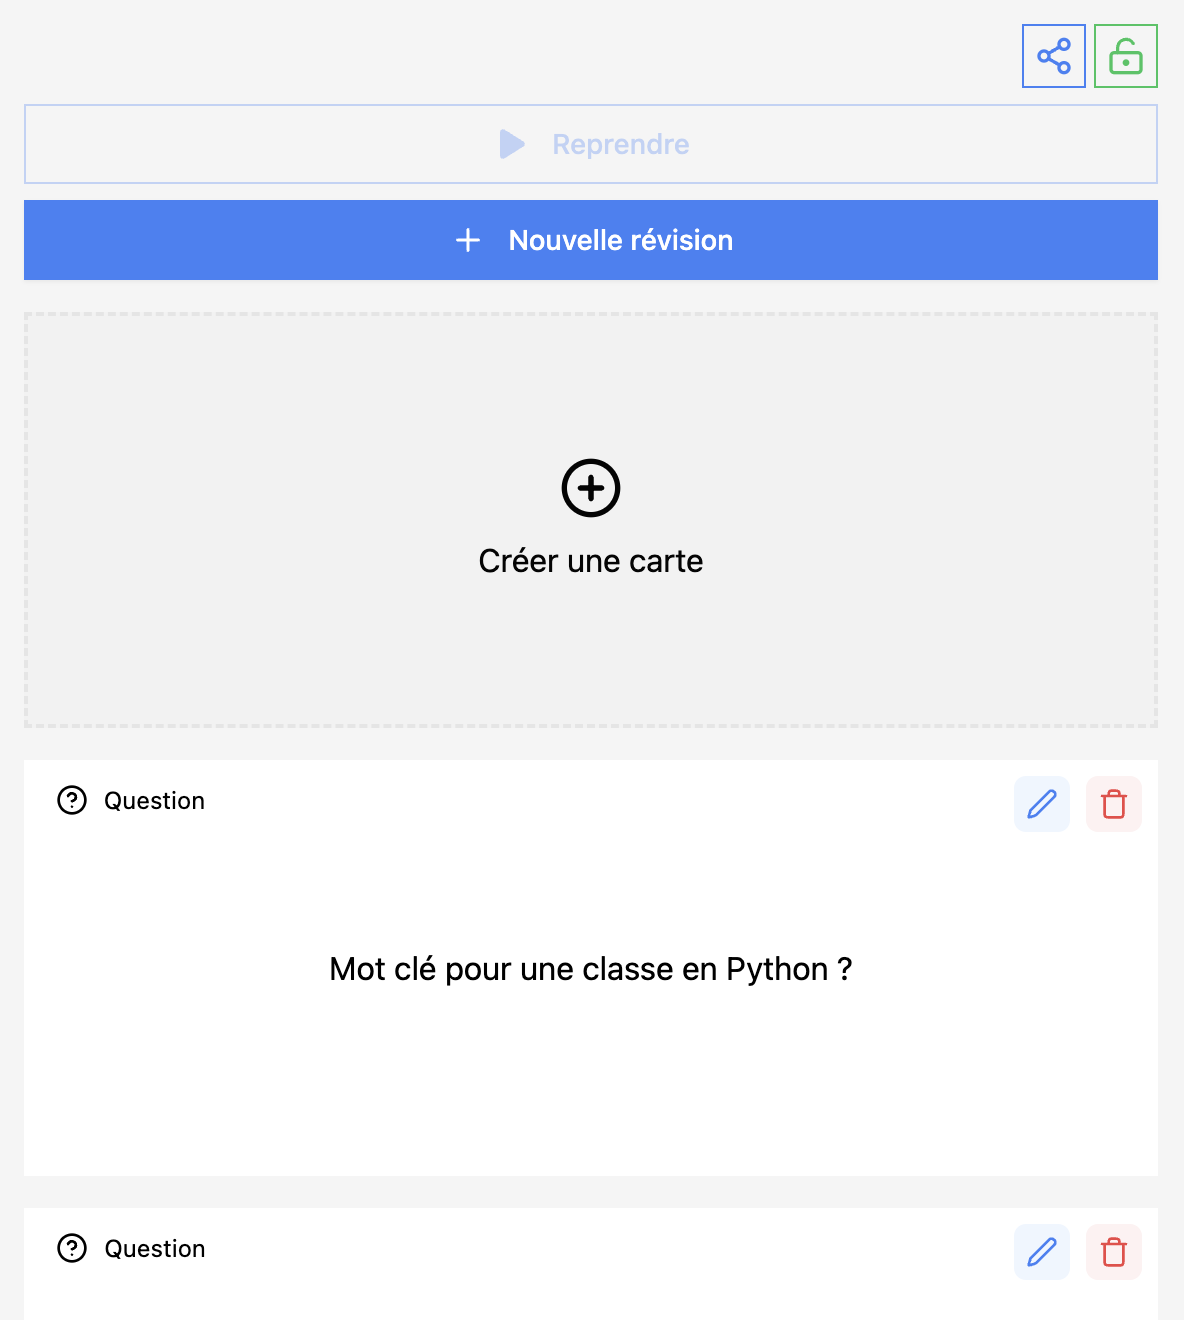 Reprendre
Nouvelle révision
Créer une carte
Question
Mot clé pour une classe en Python ?
Question